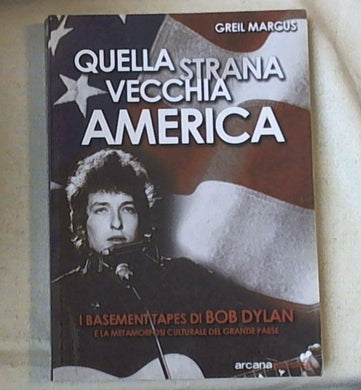 GREIL MARCUS
QUELLA STRANA
VECCHIA
AMERICA
I BASEMENT TAPES DI BOB DYLAN
E LA METAMORFOSI CULTURALE DEL GRANDE PAESE
arcana